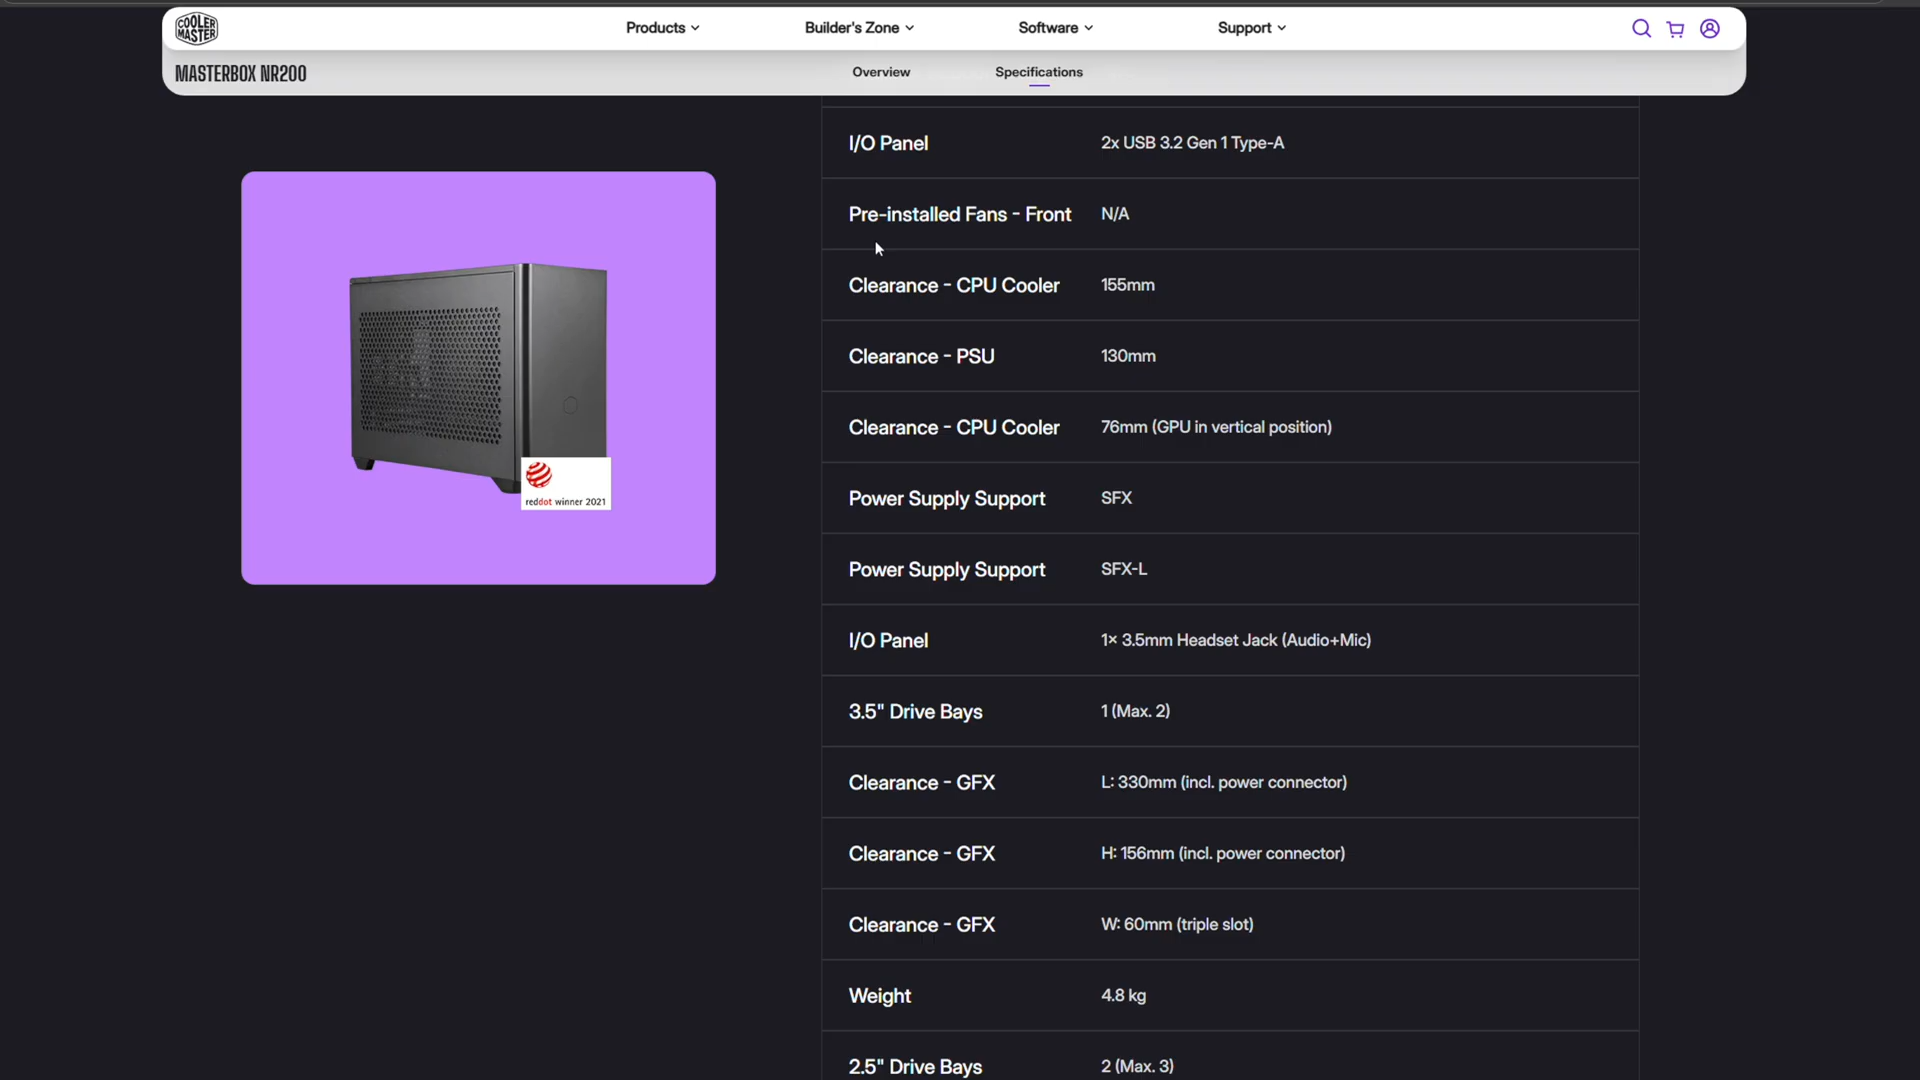 COOLER
MASTER
Products
Builder's Zone
Software
Support
MASTERBOX NR200
Overview
Specifications
I/O Panel
2x USB 3.2 Gen 1 Type-A
Pre-installed Fans - Front
N/A
Clearance - CPU Cooler
155mm
Clearance - PSU
130mm
Clearance - CPU Cooler
76mm (GPU in vertical position)
Power Supply Support
SFX
Power Supply Support
SFX-L
I/O Panel
1x 3.5mm Headset Jack (Audio+Mic)
3.5" Drive Bays
1 (Max. 2)
Clearance - GFX
L: 330mm (incl. power connector)
Clearance - GFX
H: 156mm (incl. power connector)
Clearance - GFX
W: 60mm (triple slot)
Weight
4.8 kg
2.5" Drive Bays
2 (Max. 3)
reddot winner 2021